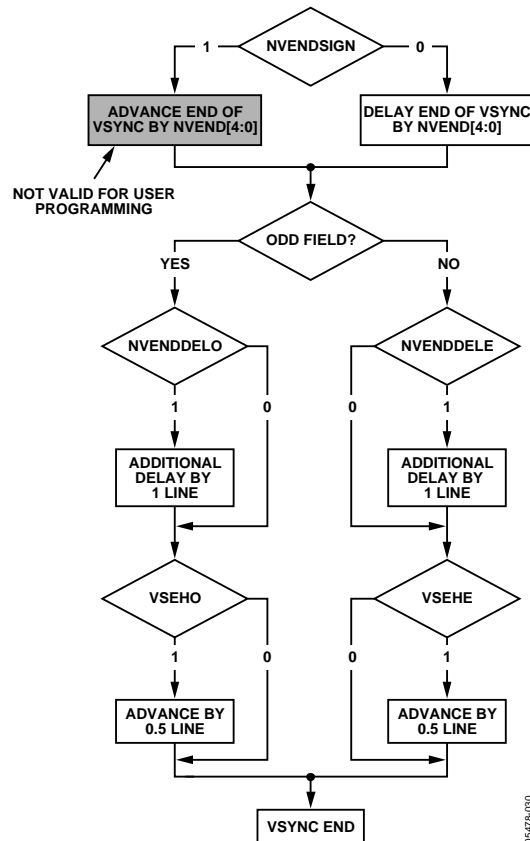 NVENDSIGN
1
0
ADVANCE END OF
VSYNC BY NVEND[4:0]
DELAY END OF VSYNC
BY NVEND[4:0]
NOT VALID FOR USER
PROGRAMMING
ODD FIELD?
YES
NO
NVENDDELO
NVENDDELE
1
0
0
1
ADDITIONAL
DELAY BY
1 LINE
ADDITIONAL
DELAY BY
1 LINE
VSEHO
VSEHE
1
0
0
1
ADVANCE BY
0.5 LINE
ADVANCE BY
0.5 LINE
VSYNC END
05478-030